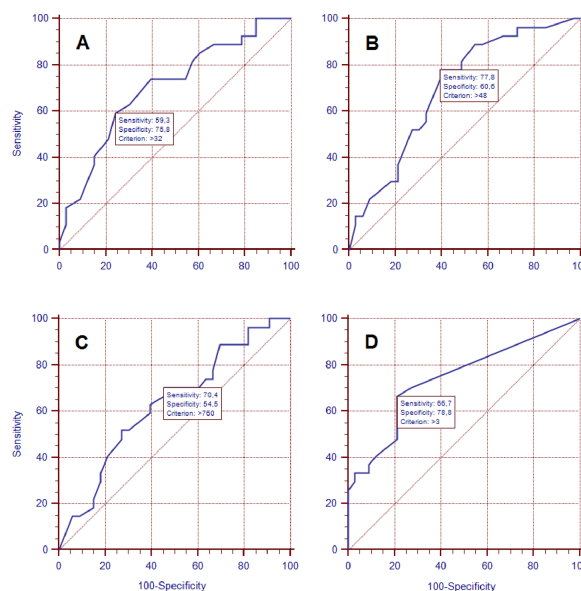 A
B
100
80
60
40
20
0
Sensitivity
Sensitivity: 59,3
Specificity: 76,8
Criterion: >32
0 20 40 60 80 100
100
80
60
40
20
0
Sensitivity: 77,8
Specificity: 60,6
Criterion: >48
0 20 40 60 80 100
C
D
100
80
60
40
20
0
Sensitivity
Sensitivity: 70,4
Specificity: 54,5
Criterion: >760
0 20 40 60 80 100
100-Specificity
100
80
60
40
20
0
Sensitivity: 66,7
Specificity: 78,8
Criterion: >3
0 20 40 60 80 100
100-Specificity